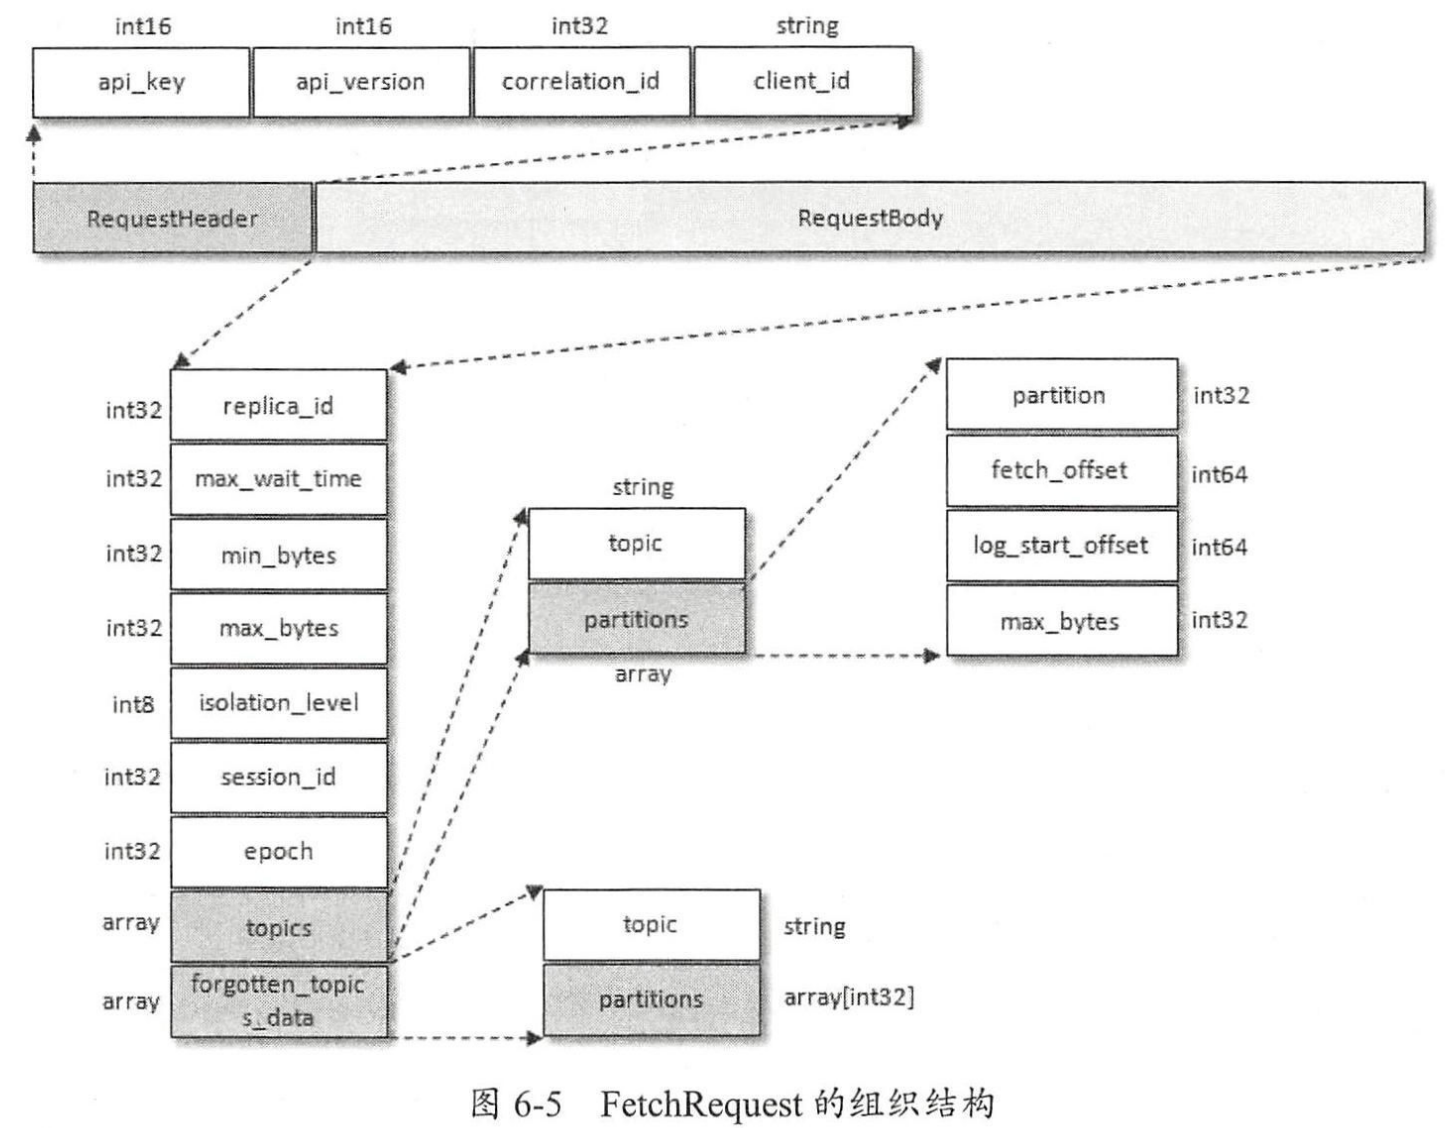 int16 int16 int32 string
api_key api_version correlation_id client_id
RequestHeader RequestBody
int32 replica_id
int32 max_wait_time
int32 min_bytes
int32 max_bytes
int8 isolation_level
int32 session_id
int32 epoch
array topics
array forgotten_topic
s_data
string
topic
partitions
array
partition int32
fetch_offset int64
log_start_offset int64
max_bytes int32
topic string
partitions array[int32]
图 6-5 FetchRequest 的组织结构